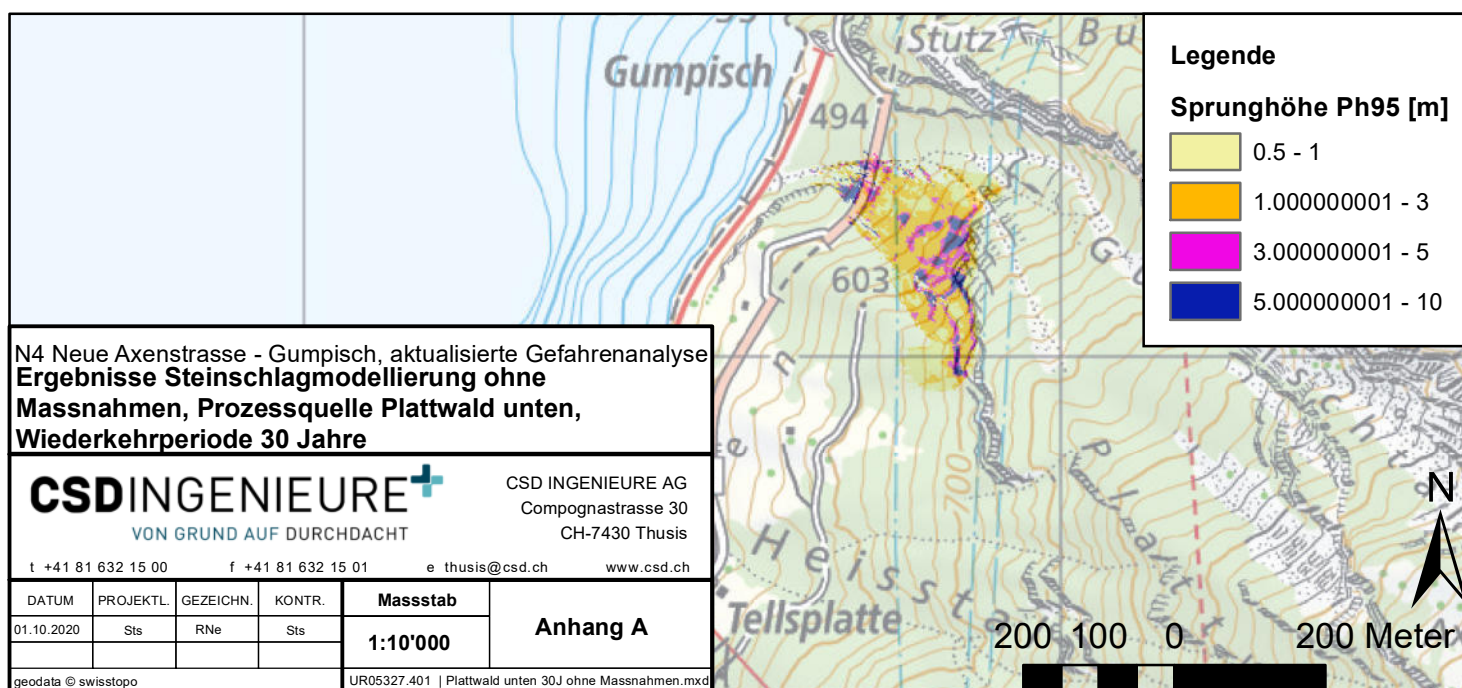 Stutz
B u
Gumpisch
494
603
700
H e i s s t
P l a t t
Tellsplatte
Legende
Sprunghöhe Ph95 [m]
0.5 - 1
1.000000001 - 3
3.000000001 - 5
5.000000001 - 10
N4 Neue Axenstrasse - Gumpisch, aktualisierte Gefahrenanalyse
Ergebnisse Steinschlagmodellierung ohne
Massnahmen, Prozessquelle Plattwald unten,
Wiederkehrperiode 30 Jahre
CSDINGENIEURE
VON GRUND AUF DURCHDACHT
CSD INGENIEURE AG
Compognastrasse 30
CH-7430 Thusis
t +41 81 632 15 00 f +41 81 632 15 01 e thusis@csd.ch www.csd.ch
DATUM PROJEKTL. GEZEICHN. KONTR.
01.10.2020 Sts RNe Sts
Massstab
1:10'000
Anhang A
geodata © swisstopo
UR05327.401 | Plattwald unten 30J ohne Massnahmen.mxd
N
200 100 0 200 Meter